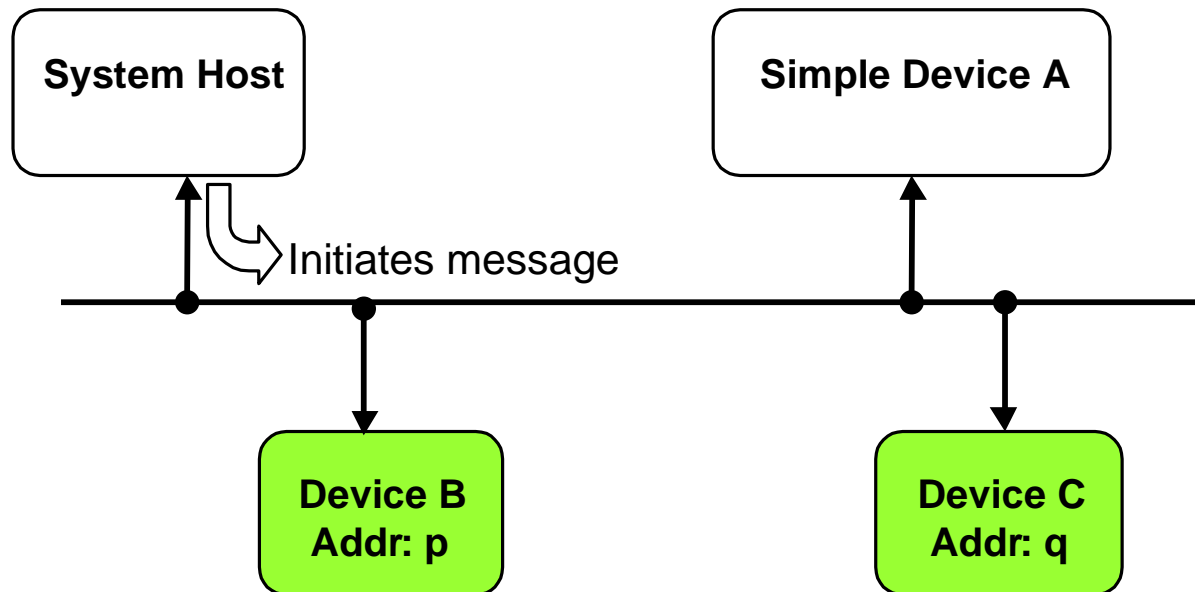 System Host
Simple Device A
Initiates message
Device B
Addr: p
Device C
Addr: q